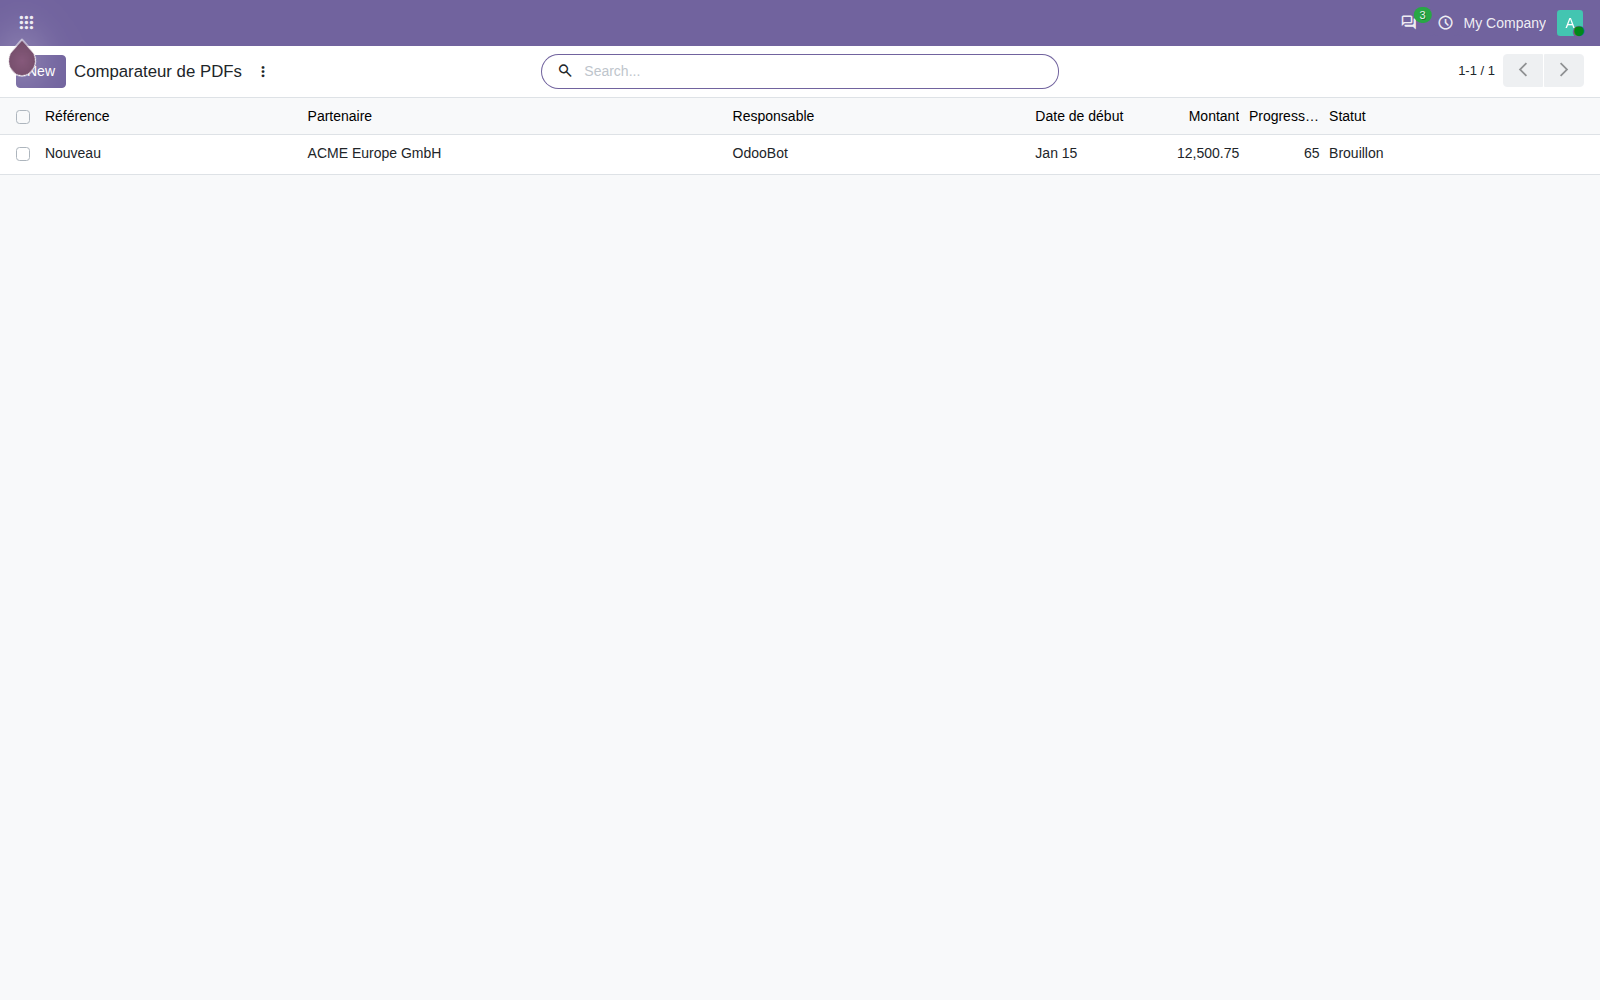 3 My Company A
New Comparateur de PDFs Search... 1-1 / 1
Référence Partenaire Responsable Date de début Montant Progress… Statut
Nouveau ACME Europe GmbH OdooBot Jan 15 12,500.75 65 Brouillon